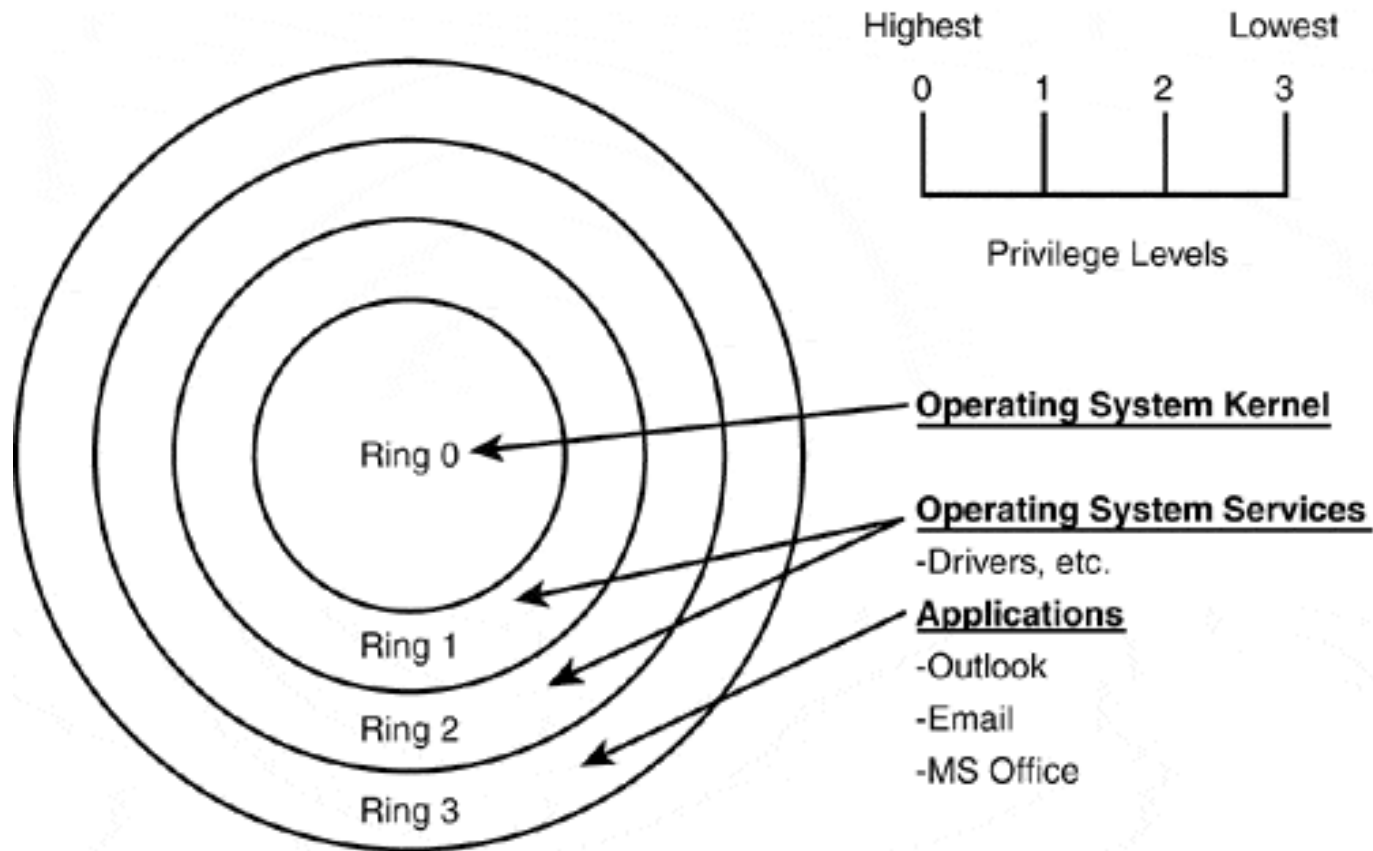 Highest Lowest
0 1 2 3
Privilege Levels
Operating System Kernel
Ring 0
Operating System Services
-Drivers, etc.
Applications
Ring 1
-Outlook
Ring 2
-Email
-MS Office
Ring 3